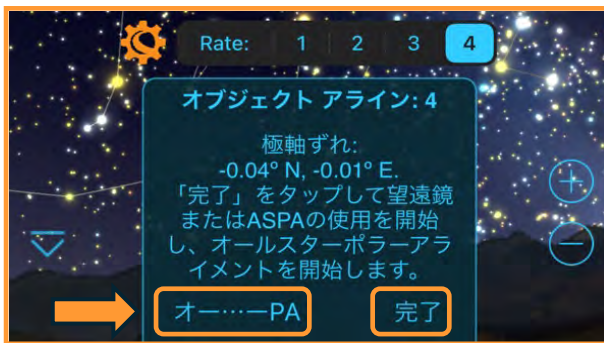 Rate: 1 2 3 4
オブジェクト アライン: 4
極軸ずれ:
-0.04º N, -0.01º E.
「完了」をタップして望遠鏡
またはASPAの使用を開始
し、オールスターポラーアラ
イメントを開始します。
オー…ーPA 完了